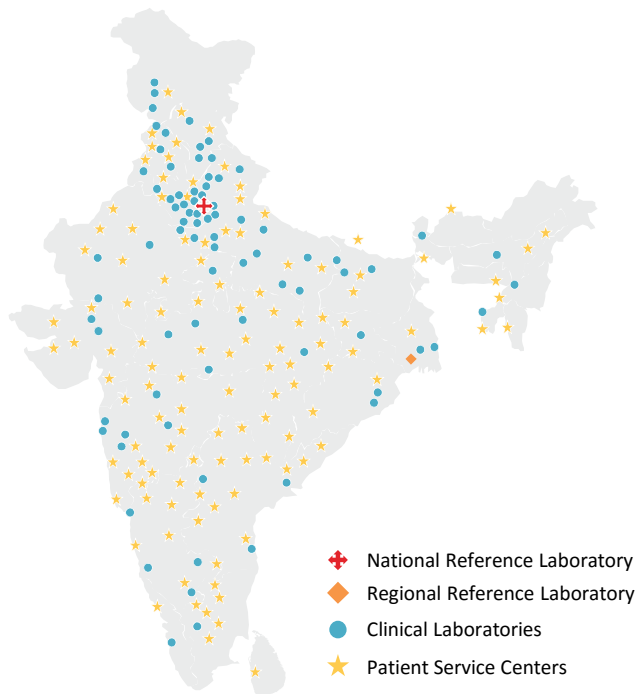 National Reference Laboratory
Regional Reference Laboratory
Clinical Laboratories
Patient Service Centers